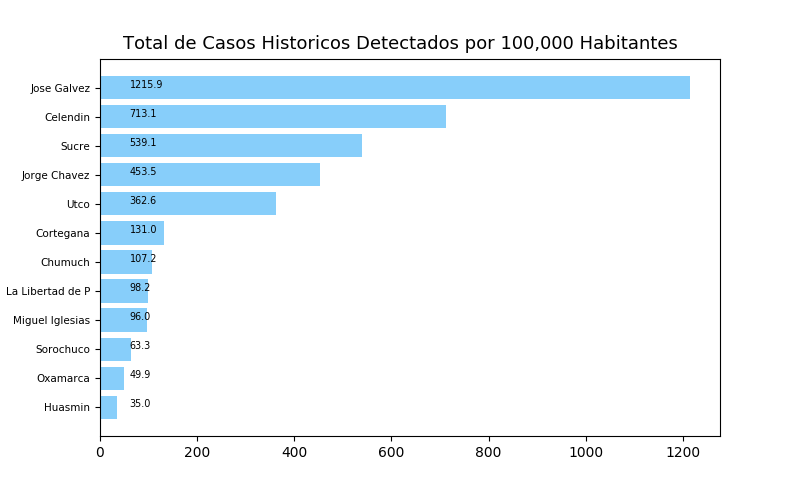 Total de Casos Historicos Detectados por 100,000 Habitantes
Jose Galvez 1215.9
Celendin 713.1
Sucre 539.1
Jorge Chavez 453.5
Utco 362.6
Cortegana 131.0
Chumuch 107.2
La Libertad de P 98.2
Miguel Iglesias 96.0
Sorochuco 63.3
Oxamarca 49.9
Huasmin 35.0
0 200 400 600 800 1000 1200